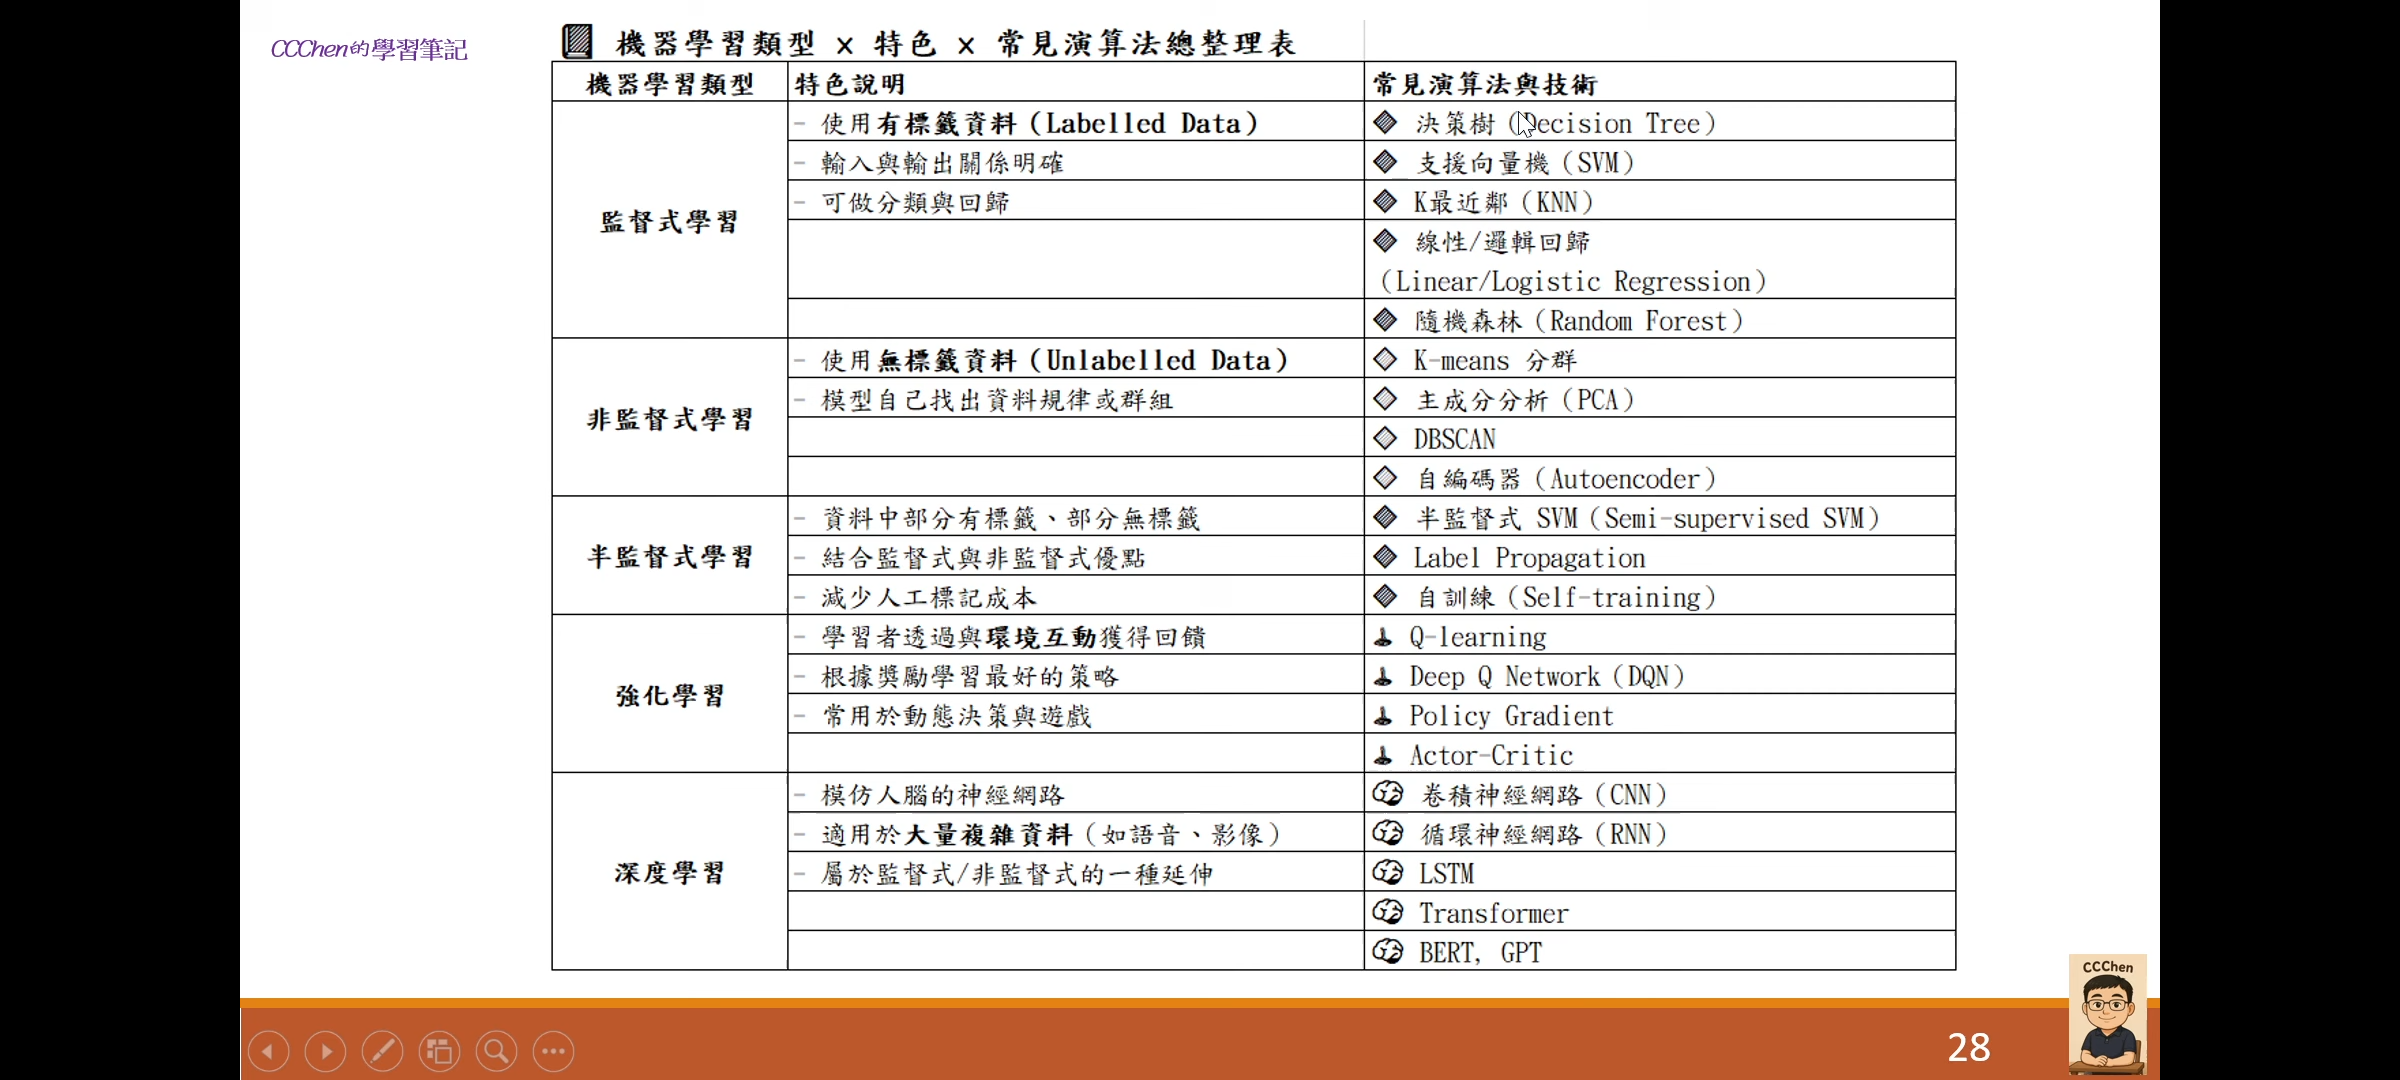 CCChen的學習筆記
機器學習類型 x 特色 x 常見演算法總整理表
機器學習類型 特色說明 常見演算法與技術
監督式學習
- 使用有標籤資料（Labelled Data） 決策樹（Decision Tree）
- 輸入與輸出關係明確 支援向量機（SVM）
- 可做分類與回歸 K最近鄰（KNN）
線性/邏輯回歸
（Linear/Logistic Regression）
隨機森林（Random Forest）
非監督式學習
- 使用無標籤資料（Unlabelled Data） K-means 分群
- 模型自己找出資料規律或群組 主成分分析（PCA）
DBSCAN
自編碼器（Autoencoder）
半監督式學習
- 資料中部分有標籤、部分無標籤 半監督式 SVM（Semi-supervised SVM）
- 結合監督式與非監督式優點 Label Propagation
- 減少人工標記成本 自訓練（Self-training）
強化學習
- 學習者透過與環境互動獲得回饋 Q-learning
- 根據獎勵學習最好的策略 Deep Q Network（DQN）
- 常用於動態決策與遊戲 Policy Gradient
Actor-Critic
深度學習
- 模仿人腦的神經網路 卷積神經網路（CNN）
- 適用於大量複雜資料（如語音、影像） 循環神經網路（RNN）
- 屬於監督式/非監督式的一種延伸 LSTM
Transformer
BERT, GPT
CCChen
28